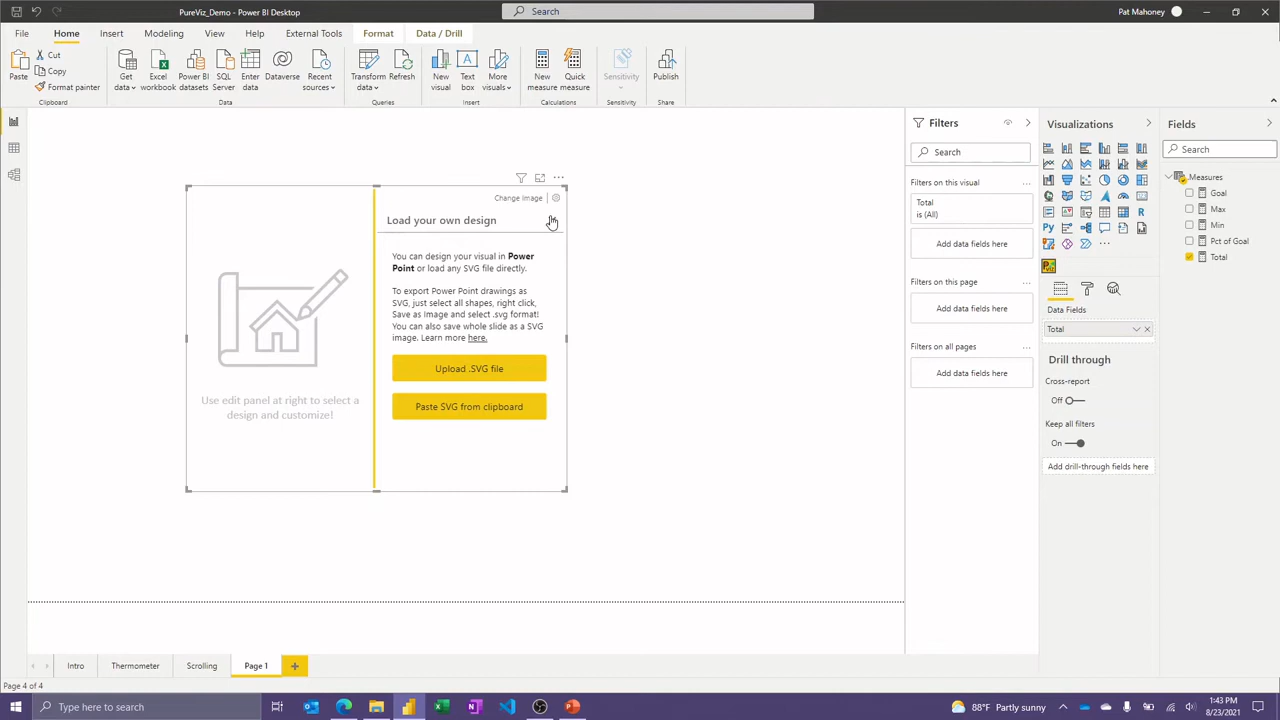 PureViz_Demo - Power BI Desktop
Search
Pat Mahoney
File
Home
Insert
Modeling
View
Help
External Tools
Format
Data / Drill
Paste
Cut
Copy
Format painter
Clipboard
Get
data
Excel
workbook
Power BI
datasets
SQL
Server
Enter
data
Dataverse
Recent
sources
Data
Transform
data
Refresh
Queries
New
visual
Text
box
More
visuals
Insert
New
measure
Quick
measure
Calculations
Sensitivity
Sensitivity
Publish
Share
Change Image
Load your own design
You can design your visual in Power
Point or load any SVG file directly.
To export Power Point drawings as
SVG, just select all shapes, right click,
Save as Image and select .svg format!
You can also save whole slide as a SVG
image. Learn more here.
Upload .SVG file
Paste SVG from clipboard
Use edit panel at right to select a
design and customize!
Filters
Search
Filters on this visual
Total
is (All)
Add data fields here
Filters on this page
Add data fields here
Filters on all pages
Add data fields here
Visualizations
Data Fields
Total
Drill through
Cross-report
Off
Keep all filters
On
Add drill-through fields here
Fields
Search
Measures
Goal
Max
Min
Pct of Goal
Total
Intro
Thermometer
Scrolling
Page 1
Page 4 of 4
Type here to search
88°F Partly sunny
1:43 PM
8/23/2021